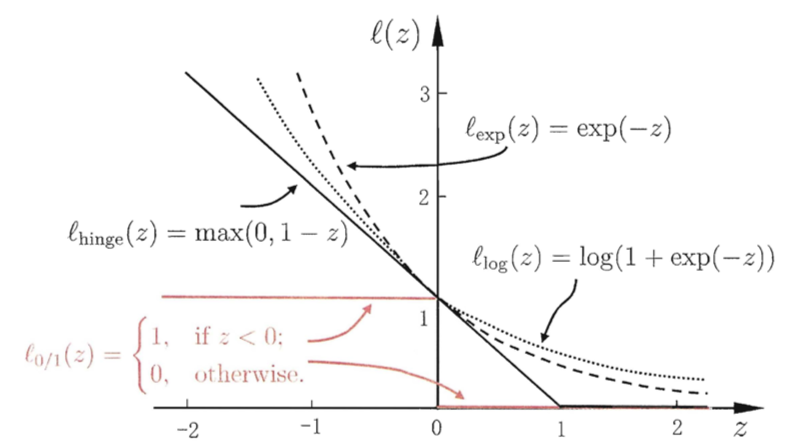 ℓ(z)
3
ℓ_exp(z) = exp(−z)
2
ℓ_hinge(z) = max(0, 1 − z)
ℓ_log(z) = log(1 + exp(−z))
1
ℓ_0/1(z) = { 1, if z < 0;
0, otherwise.
-2 -1 0 1 2 z